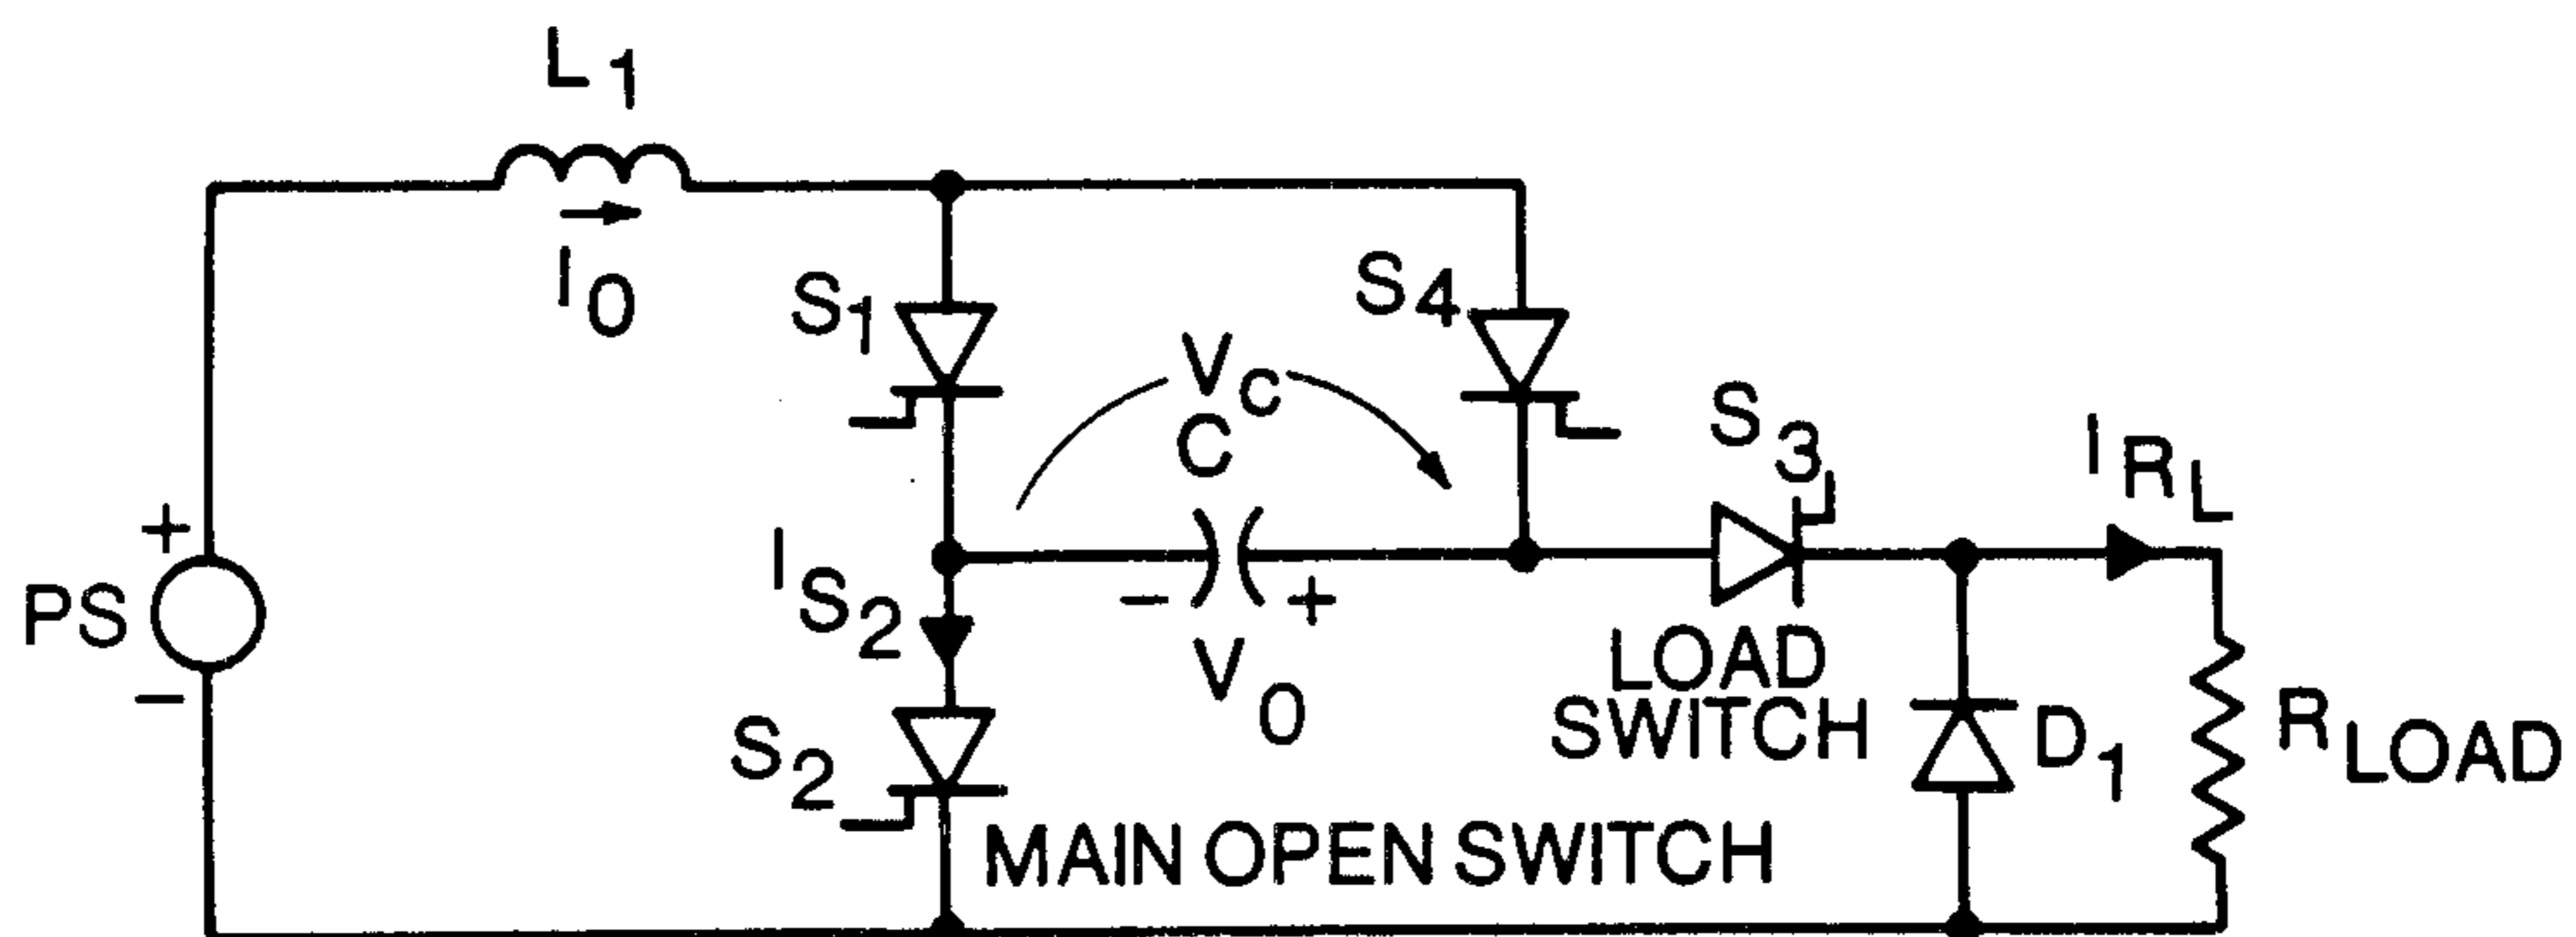 L1
I0
S1
S4
VC
C
S3
IRL
+
IS2
PS
-
- +
V0
LOAD
SWITCH
S2
D1
RLOAD
MAIN OPEN SWITCH